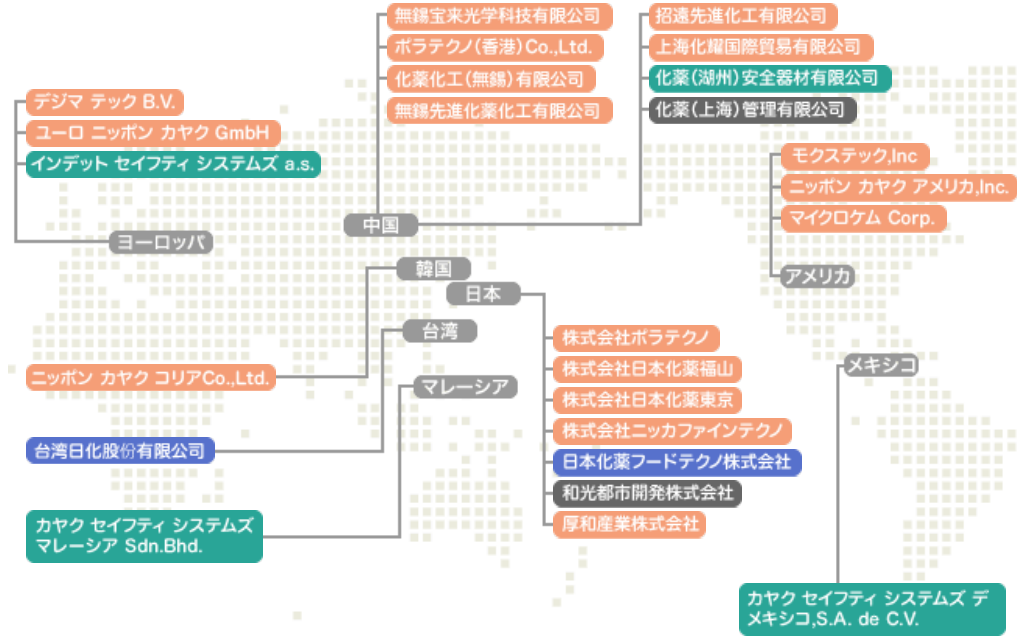 無錫宝来光学科技有限公司
ポラテクノ(香港)Co.,Ltd.
化薬化工(無錫)有限公司
無錫先進化薬化工有限公司
招遠先進化工有限公司
上海化耀国際貿易有限公司
化薬(湖州)安全器材有限公司
化薬(上海)管理有限公司
デジマ テック B.V.
ユーロ ニッポン カヤク GmbH
インデット セイフティ システムズ a.s.
モクステック,Inc
ニッポン カヤク アメリカ,Inc.
マイクロケム Corp.
中国
ヨーロッパ
韓国
アメリカ
日本
台湾
株式会社ポラテクノ
株式会社日本化薬福山
株式会社日本化薬東京
株式会社ニッカファインテクノ
日本化薬フードテクノ株式会社
和光都市開発株式会社
厚和産業株式会社
メキシコ
ニッポン カヤク コリアCo.,Ltd.
マレーシア
台湾日化股份有限公司
カヤク セイフティ システムズ
マレーシア Sdn.Bhd.
カヤク セイフティ システムズ デ
メキシコ,S.A. de C.V.